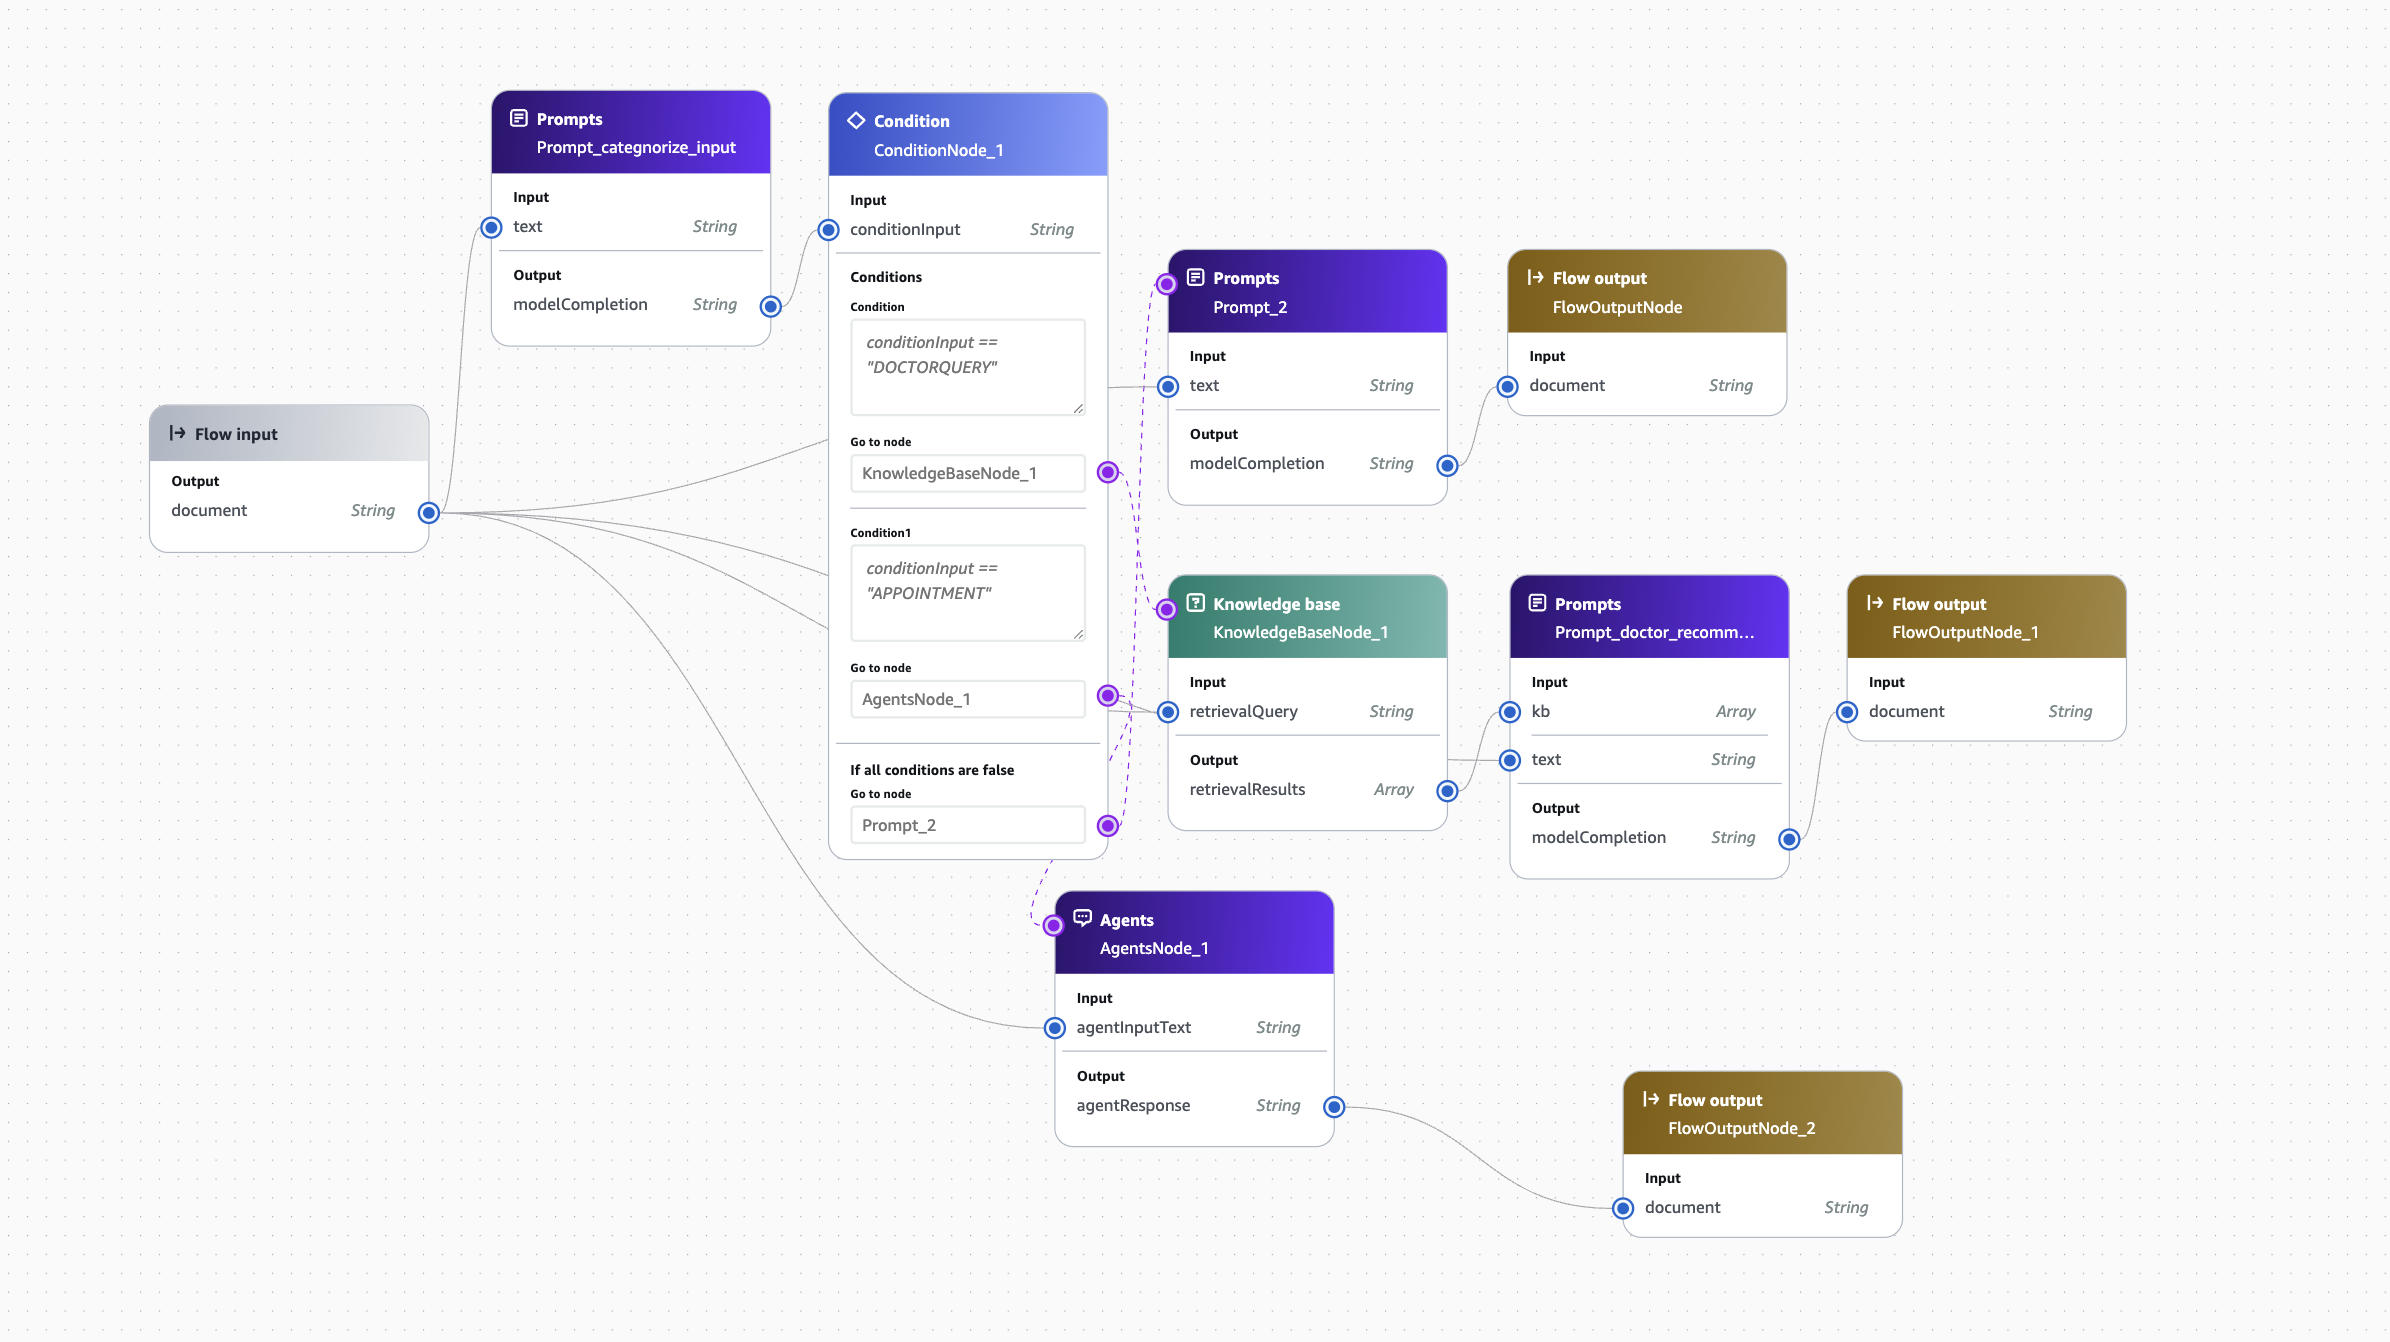 Flow input
Output
document String
Prompts
Prompt_categnorize_input
Input
text String
Output
modelCompletion String
Condition
ConditionNode_1
Input
conditionInput String
Conditions
Condition
conditionInput ==
"DOCTORQUERY"
Go to node
KnowledgeBaseNode_1
Condition1
conditionInput ==
"APPOINTMENT"
Go to node
AgentsNode_1
If all conditions are false
Go to node
Prompt_2
Prompts
Prompt_2
Input
text String
Output
modelCompletion String
Flow output
FlowOutputNode
Input
document String
Knowledge base
KnowledgeBaseNode_1
Input
retrievalQuery String
Output
retrievalResults Array
Prompts
Prompt_doctor_recomm...
Input
kb Array
text String
Output
modelCompletion String
Flow output
FlowOutputNode_1
Input
document String
Agents
AgentsNode_1
Input
agentInputText String
Output
agentResponse String
Flow output
FlowOutputNode_2
Input
document String